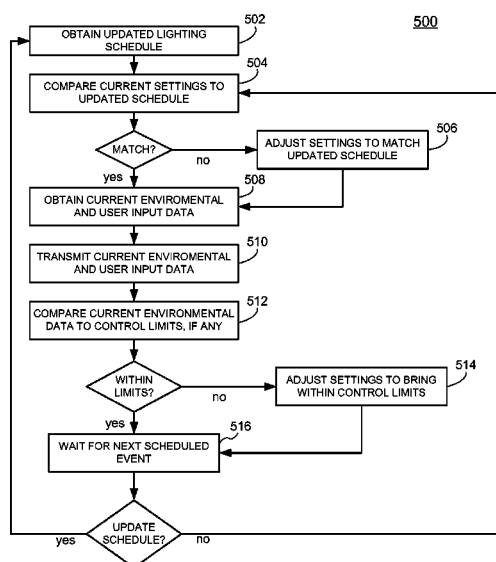 500
502
OBTAIN UPDATED LIGHTING
SCHEDULE
504
COMPARE CURRENT SETTINGS TO
UPDATED SCHEDULE
506
MATCH?
no
ADJUST SETTINGS TO MATCH
UPDATED SCHEDULE
yes
508
OBTAIN CURRENT ENVIROMENTAL
AND USER INPUT DATA
510
TRANSMIT CURRENT ENVIROMENTAL
AND USER INPUT DATA
512
COMPARE CURRENT ENVIRONMENTAL
DATA TO CONTROL LIMITS, IF ANY
514
WITHIN
LIMITS?
no
ADJUST SETTINGS TO BRING
WITHIN CONTROL LIMITS
yes
516
WAIT FOR NEXT SCHEDULED
EVENT
UPDATE
SCHEDULE?
yes
no